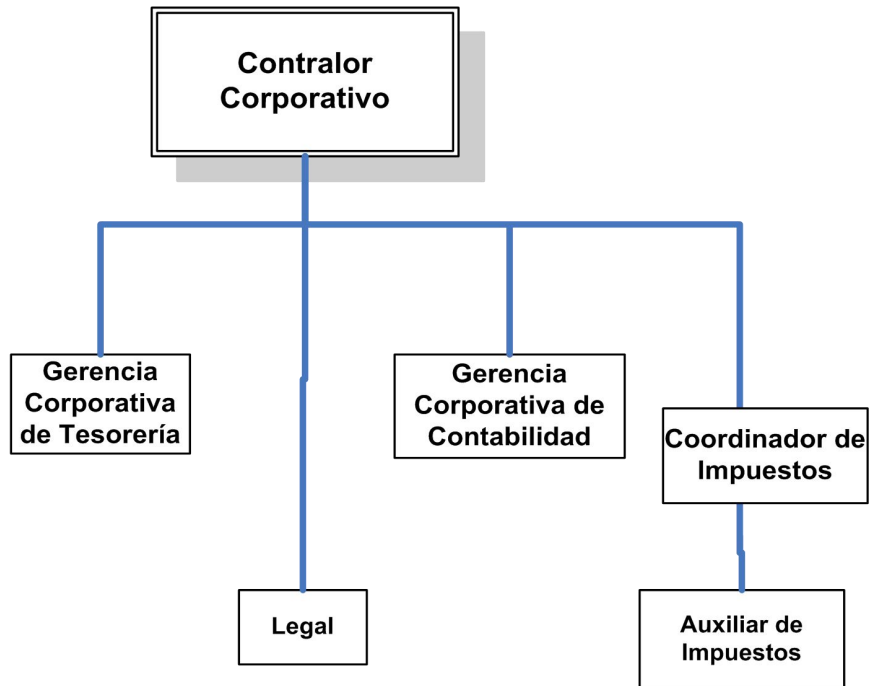 Contralor
Corporativo
Gerencia
Corporativa
de Tesorería
Gerencia
Corporativa de
Contabilidad
Coordinador de
Impuestos
Legal
Auxiliar de
Impuestos